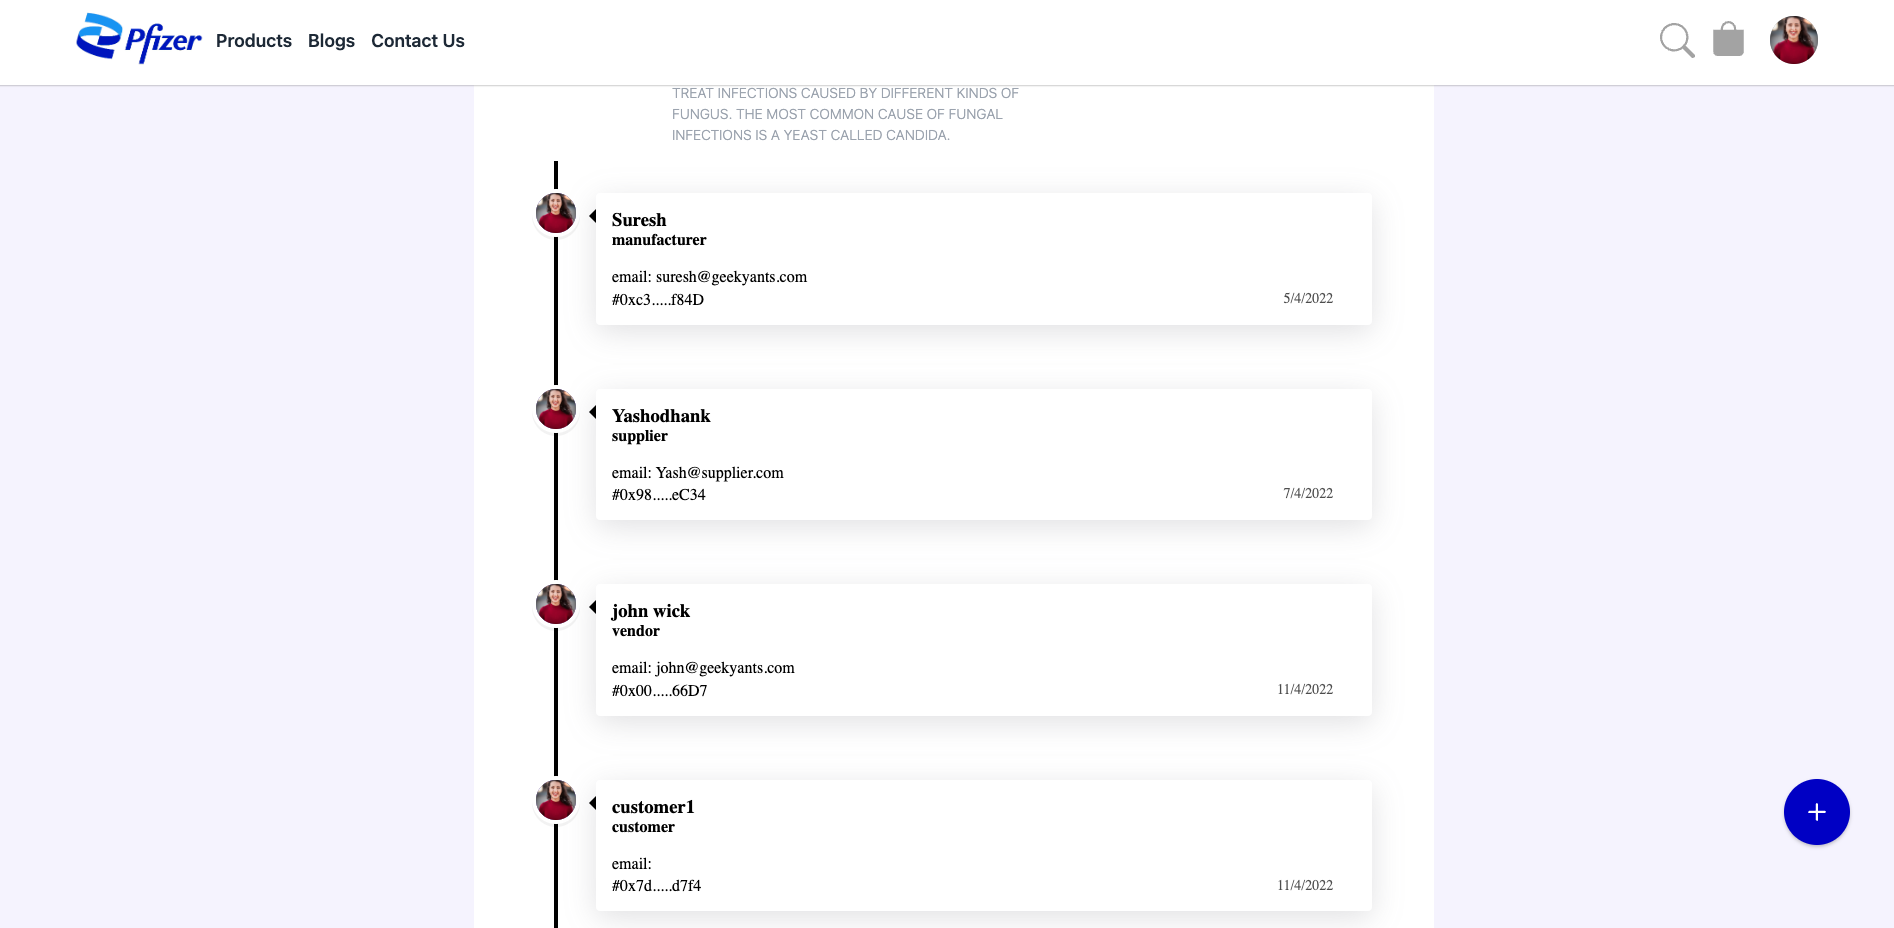 Pfizer Products Blogs Contact Us
TREAT INFECTIONS CAUSED BY DIFFERENT KINDS OF
FUNGUS. THE MOST COMMON CAUSE OF FUNGAL
INFECTIONS IS A YEAST CALLED CANDIDA.
Suresh
manufacturer
email: suresh@geekyants.com
#0xc3.....f84D 5/4/2022
Yashodhank
supplier
email: Yash@supplier.com
#0x98.....eC34 7/4/2022
john wick
vendor
email: john@geekyants.com
#0x00.....66D7 11/4/2022
customer1
customer
email:
#0x7d.....d7f4 11/4/2022
+